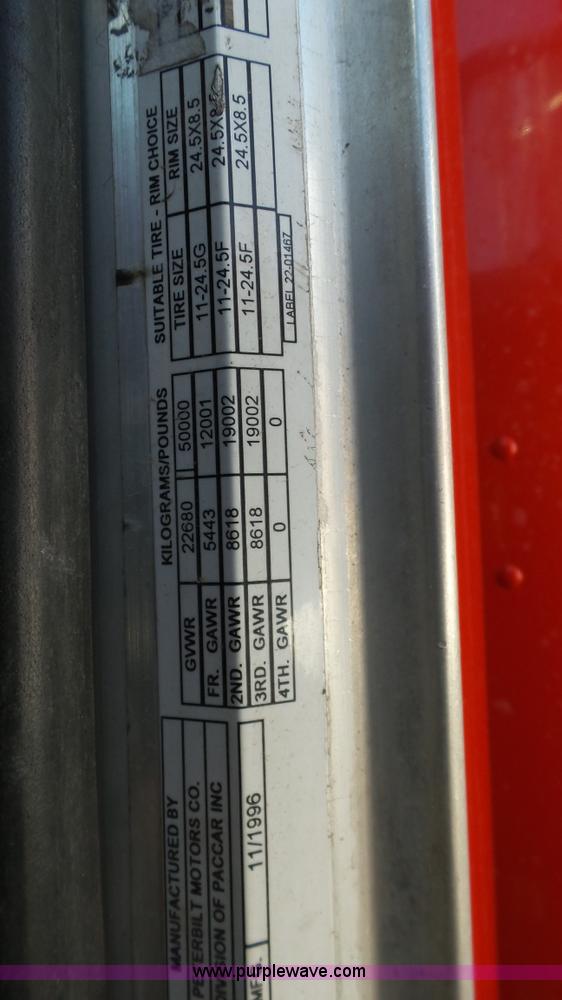 MANUFACTURED BY
PETERBILT MOTORS CO.
DIVISION OF PACCAR INC
11/1996
KILOGRAMS/POUNDS
GVWR 22680 50000
FR. GAWR 5443 12001
2ND. GAWR 8618 19002
3RD. GAWR 8618 19002
4TH. GAWR 0 0
SUITABLE TIRE - RIM CHOICE
TIRE SIZE RIM SIZE
11-24.5G 24.5X8.5
11-24.5F 24.5X8.5
11-24.5F 24.5X8.5
LABEL 22-01467
www.purplewave.com